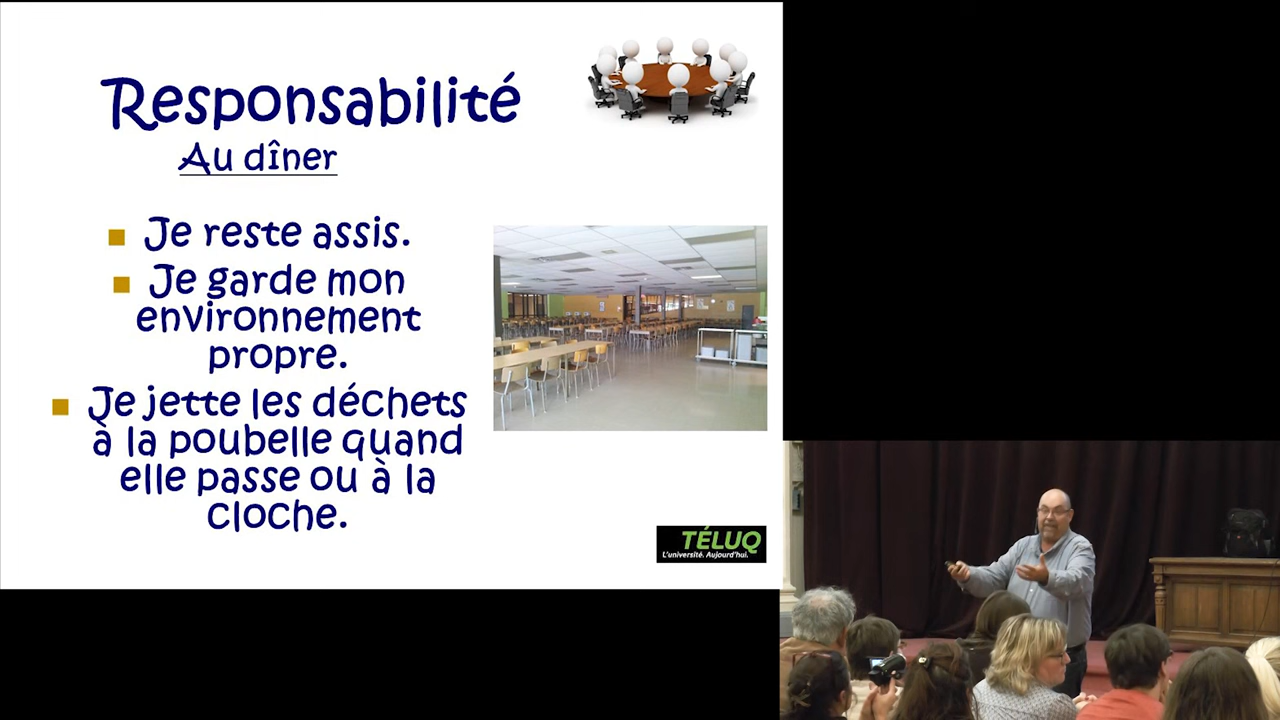 Responsabilité
Au dîner
Je reste assis.
Je garde mon
environnement
propre.
Je jette les déchets
à la poubelle quand
elle passe ou à la
cloche.
TÉLUQ
L'université. Aujourd'hui.